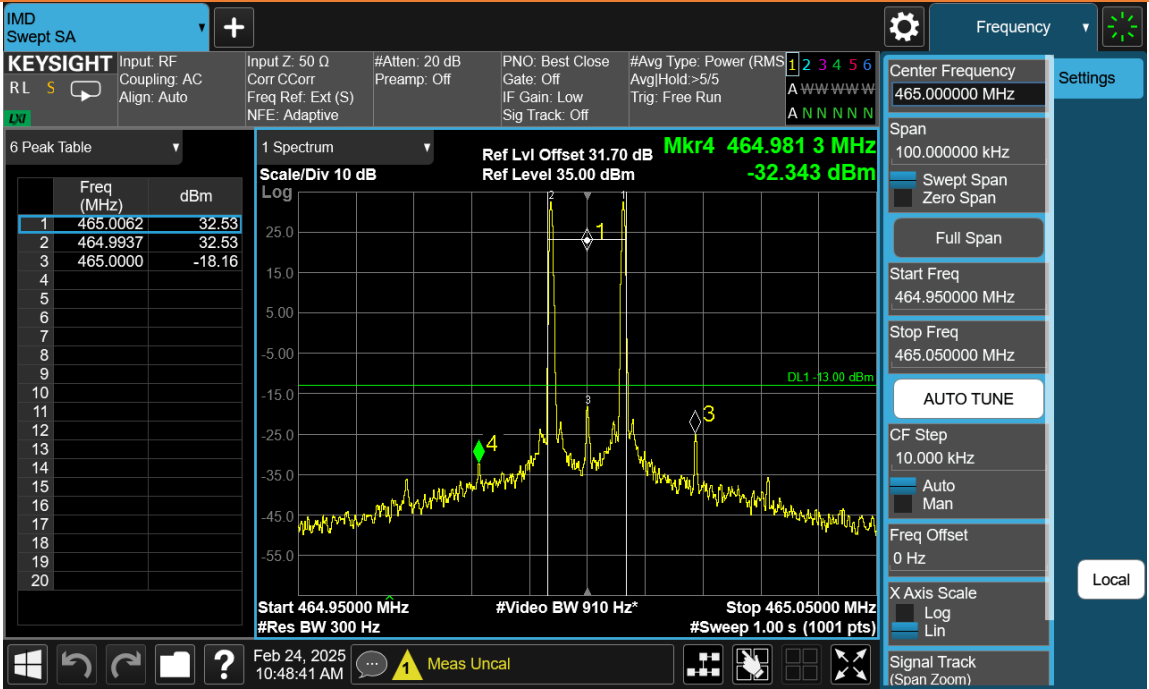 IMD
Swept SA
+
Frequency
KEYSIGHT
R L S
LXI
Input: RF
Coupling: AC
Align: Auto
Input Z: 50 Ω
Corr CCorr
Freq Ref: Ext (S)
NFE: Adaptive
#Atten: 20 dB
Preamp: Off
PNO: Best Close
Gate: Off
IF Gain: Low
Sig Track: Off
#Avg Type: Power (RMS
Avg|Hold:>5/5
Trig: Free Run
1 2 3 4 5 6
A W W W W W
A N N N N N
6 Peak Table
Freq (MHz) dBm
1 465.0062 32.53
2 464.9937 32.53
3 465.0000 -18.16
4
5
6
7
8
9
10
11
12
13
14
15
16
17
18
19
20
1 Spectrum
Scale/Div 10 dB
Log
Ref Lvl Offset 31.70 dB
Ref Level 35.00 dBm
Mkr4 464.981 3 MHz
-32.343 dBm
2 1
1
25.0
15.0
5.00
-5.00
DL1 -13.00 dBm
-15.0
3
3
-25.0
4
-35.0
-45.0
-55.0
Start 464.95000 MHz
#Video BW 910 Hz*
Stop 465.05000 MHz
#Res BW 300 Hz
#Sweep 1.00 s (1001 pts)
Center Frequency
465.000000 MHz
Settings
Span
100.000000 kHz
Swept Span
Zero Span
Full Span
Start Freq
464.950000 MHz
Stop Freq
465.050000 MHz
AUTO TUNE
CF Step
10.000 kHz
Auto
Man
Freq Offset
0 Hz
X Axis Scale
Log
Lin
Signal Track
(Span Zoom)
Local
?
Feb 24, 2025
10:48:41 AM
1
Meas Uncal